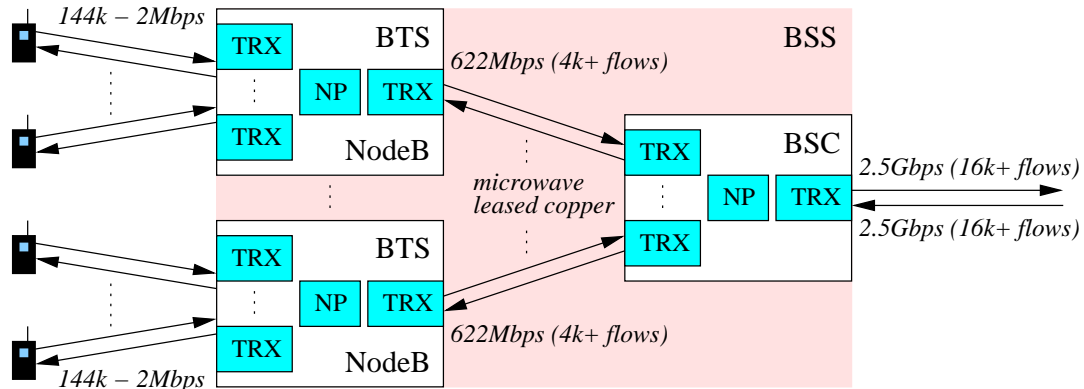 144k – 2Mbps
BTS
BSS
TRX
622Mbps (4k+ flows)
NP
TRX
TRX
NodeB
TRX
BSC
2.5Gbps (16k+ flows)
microwave
leased copper
NP
TRX
TRX
2.5Gbps (16k+ flows)
BTS
TRX
NP
TRX
TRX
622Mbps (4k+ flows)
NodeB
144k – 2Mbps